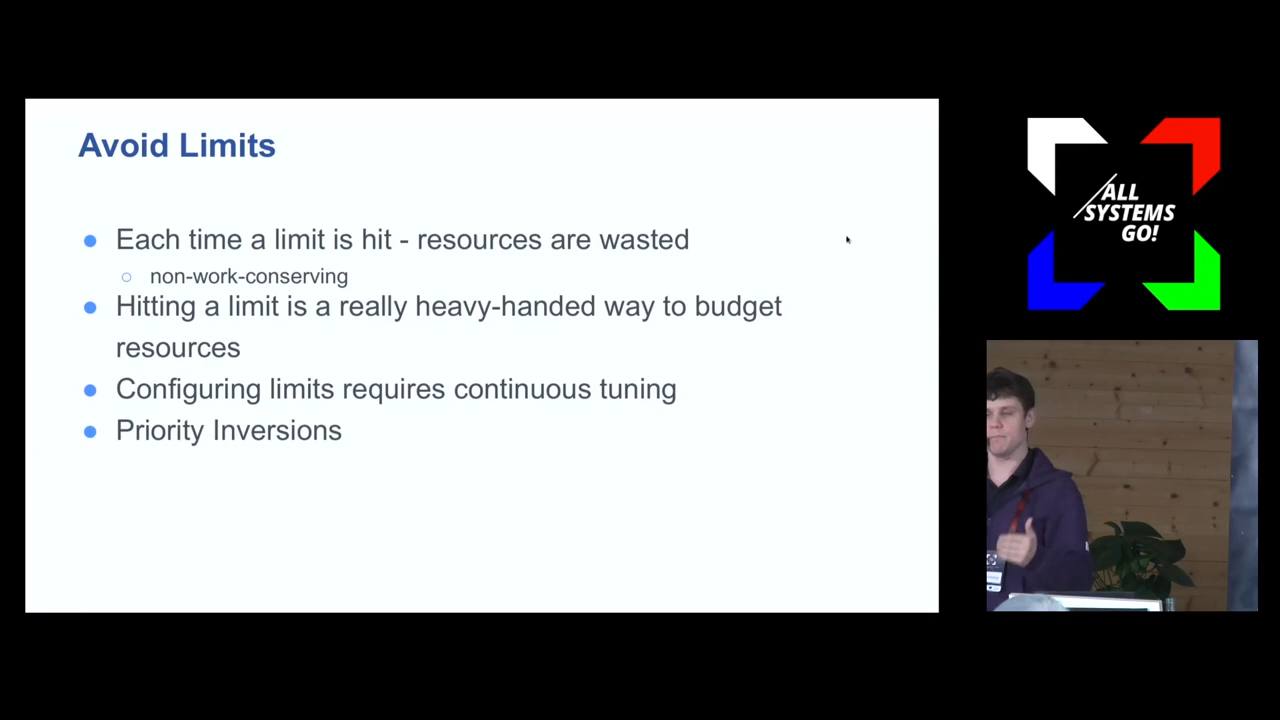 Avoid Limits
● Each time a limit is hit - resources are wasted
○ non-work-conserving
● Hitting a limit is a really heavy-handed way to budget
resources
● Configuring limits requires continuous tuning
● Priority Inversions
/ALL
SYSTEMS
GO!